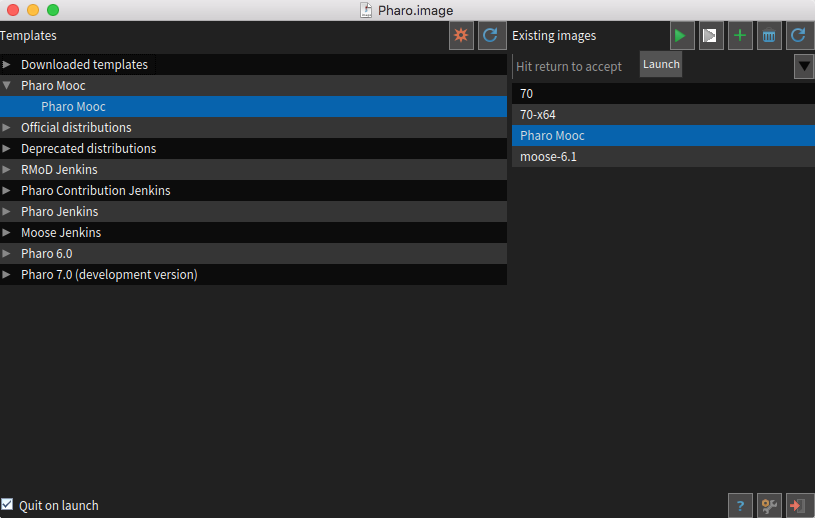 Pharo.image
Templates
Existing images
Downloaded templates
Pharo Mooc
Pharo Mooc
Official distributions
Deprecated distributions
RMoD Jenkins
Pharo Contribution Jenkins
Pharo Jenkins
Moose Jenkins
Pharo 6.0
Pharo 7.0 (development version)
Hit return to accept
Launch
70
70-x64
Pharo Mooc
moose-6.1
Quit on launch
?